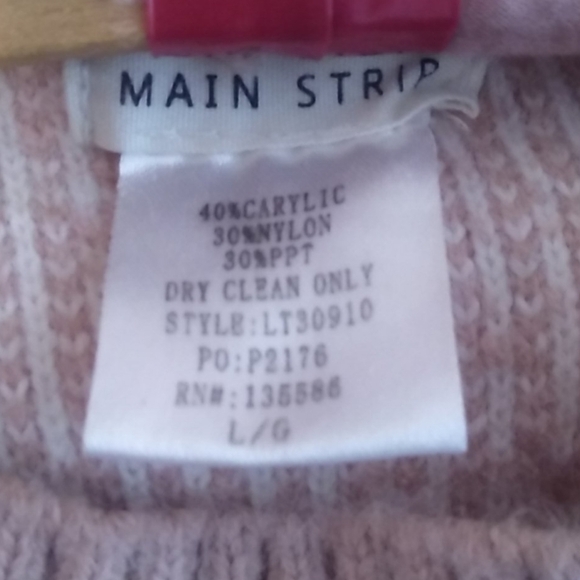 MAIN STRIP
40%CARYLIC
30%NYLON
30%PPT
DRY CLEAN ONLY
STYLE:LT30910
PO:P2176
RN#:135586
L/G